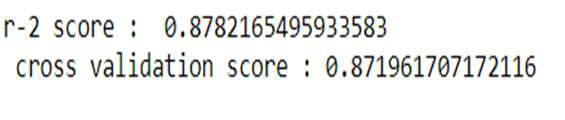 r-2 score :  0.8782165495933583
cross validation score : 0.871961707172116